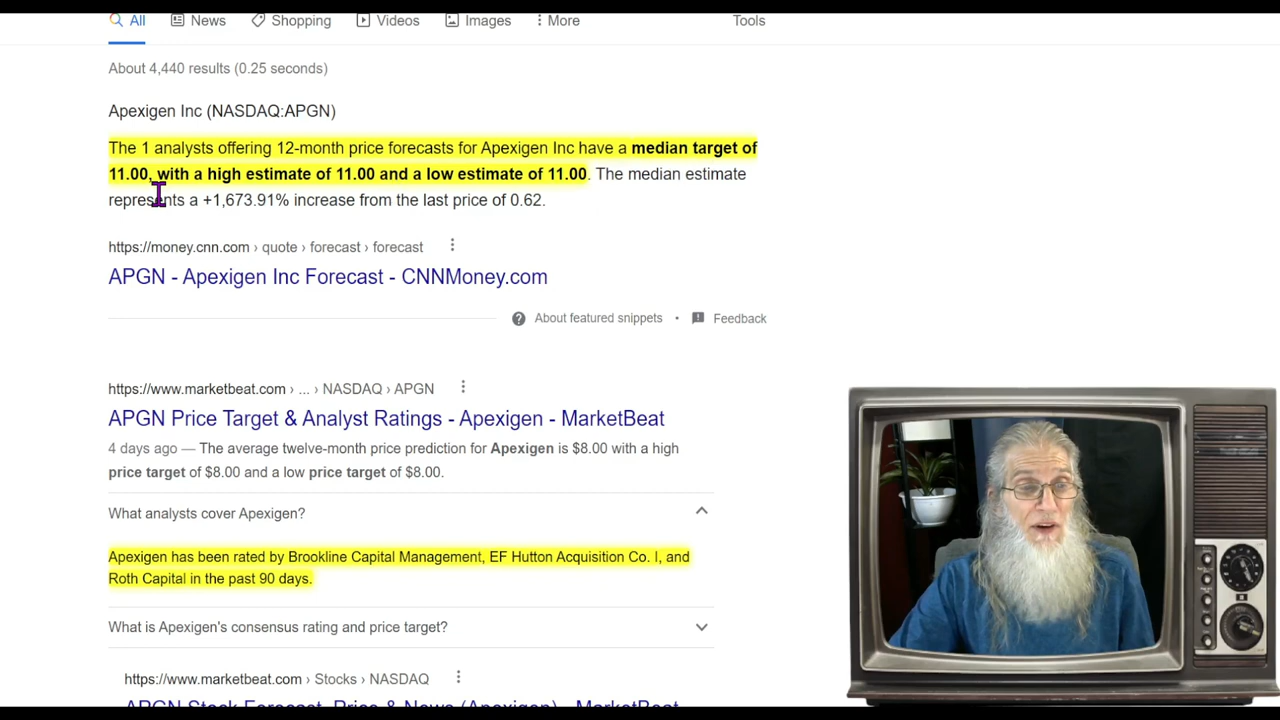 All News Shopping Videos Images More Tools
About 4,440 results (0.25 seconds)
Apexigen Inc (NASDAQ:APGN)
The 1 analysts offering 12-month price forecasts for Apexigen Inc have a median target of
11.00, with a high estimate of 11.00 and a low estimate of 11.00. The median estimate
represents a +1,673.91% increase from the last price of 0.62.
https://money.cnn.com › quote › forecast › forecast
APGN - Apexigen Inc Forecast - CNNMoney.com
About featured snippets • Feedback
https://www.marketbeat.com › ... › NASDAQ › APGN
APGN Price Target & Analyst Ratings - Apexigen - MarketBeat
4 days ago — The average twelve-month price prediction for Apexigen is $8.00 with a high
price target of $8.00 and a low price target of $8.00.
What analysts cover Apexigen?
Apexigen has been rated by Brookline Capital Management, EF Hutton Acquisition Co. I, and
Roth Capital in the past 90 days.
What is Apexigen's consensus rating and price target?
https://www.marketbeat.com › Stocks › NASDAQ
APGN Stock Forecast, Price & News (Apexigen) - MarketBeat